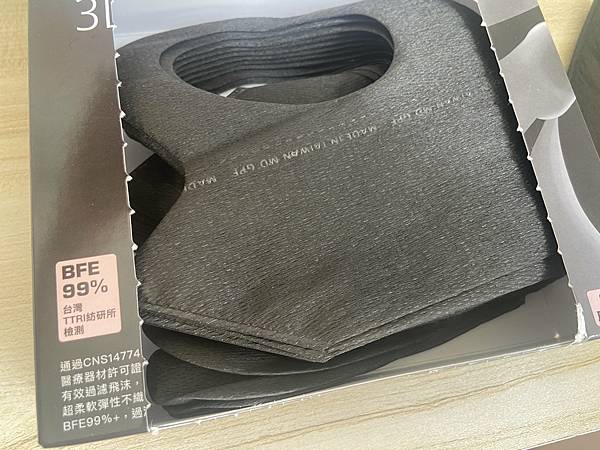 MADE IN TAIWAN MD GPF MADE
BFE
99%
台灣
TTRI紡研所
檢測
通過CNS14774
醫療器材許可證
有效過濾飛沫，
超柔軟彈性不織
BFE99%+，過